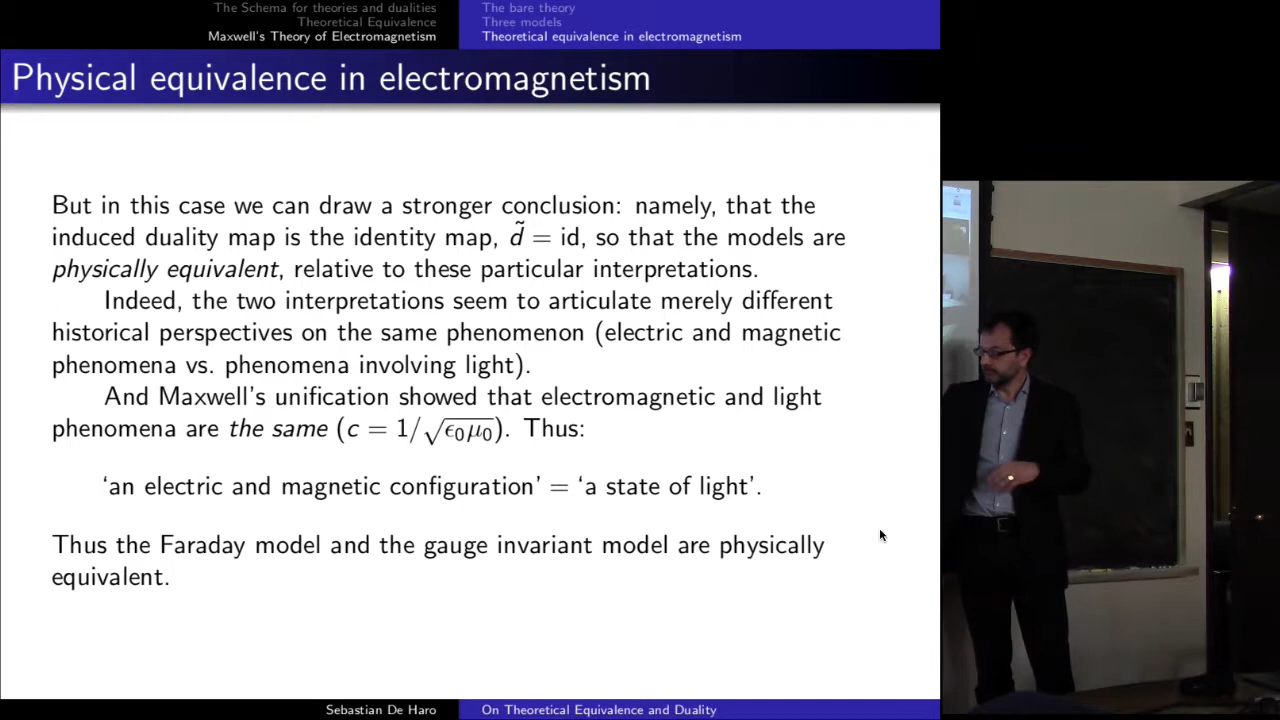 The Schema for theories and dualities
Theoretical Equivalence
Maxwell's Theory of Electromagnetism
The bare theory
Three models
Theoretical equivalence in electromagnetism
Physical equivalence in electromagnetism
But in this case we can draw a stronger conclusion: namely, that the
induced duality map is the identity map, d̃ = id, so that the models are
physically equivalent, relative to these particular interpretations.
Indeed, the two interpretations seem to articulate merely different
historical perspectives on the same phenomenon (electric and magnetic
phenomena vs. phenomena involving light).
And Maxwell's unification showed that electromagnetic and light
phenomena are the same (c = 1/√ϵ₀μ₀). Thus:
'an electric and magnetic configuration' = 'a state of light'.
Thus the Faraday model and the gauge invariant model are physically
equivalent.
Sebastian De Haro
On Theoretical Equivalence and Duality